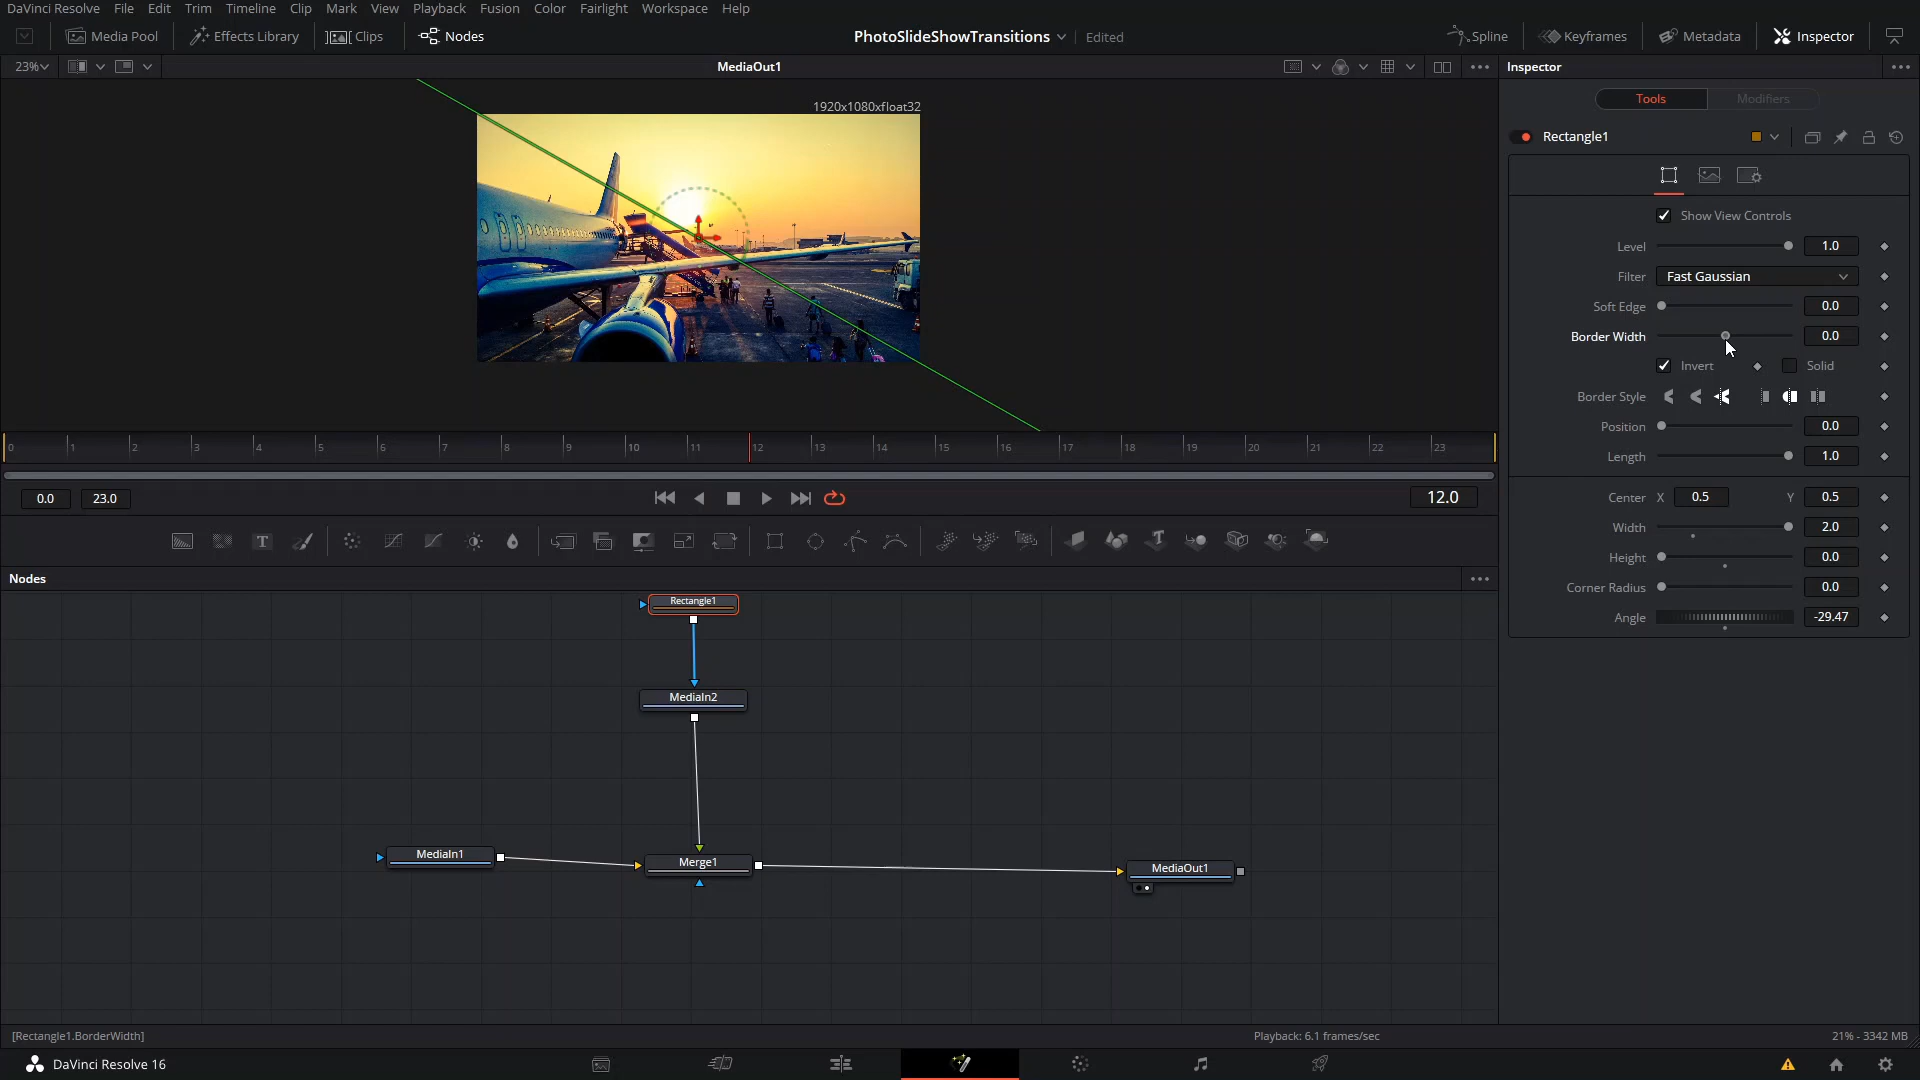 DaVinci Resolve File Edit Trim Timeline Clip Mark View Playback Fusion Color Fairlight Workspace Help
Media Pool Effects Library Clips Nodes PhotoSlideShowTransitions Edited Spline Keyframes Metadata Inspector
23% MediaOut1 Inspector
Tools Modifiers
1920x1080xfloat32
Rectangle1
Show View Controls
Level 1.0
Filter Fast Gaussian
Soft Edge 0.0
Border Width 0.0
Invert Solid
Border Style
Position 0.0
Length 1.0
0 1 2 3 4 5 6 7 8 9 10 11 12 13 14 15 16 17 18 19 20 21 22 23
0.0 23.0 12.0
Center X 0.5 Y 0.5
Width 2.0
Height 0.0
Corner Radius 0.0
Angle -29.47
T
Nodes
Rectangle1
MediaIn2
MediaIn1
Merge1
MediaOut1
[Rectangle1.BorderWidth] Playback: 6.1 frames/sec 21% - 3342 MB
DaVinci Resolve 16